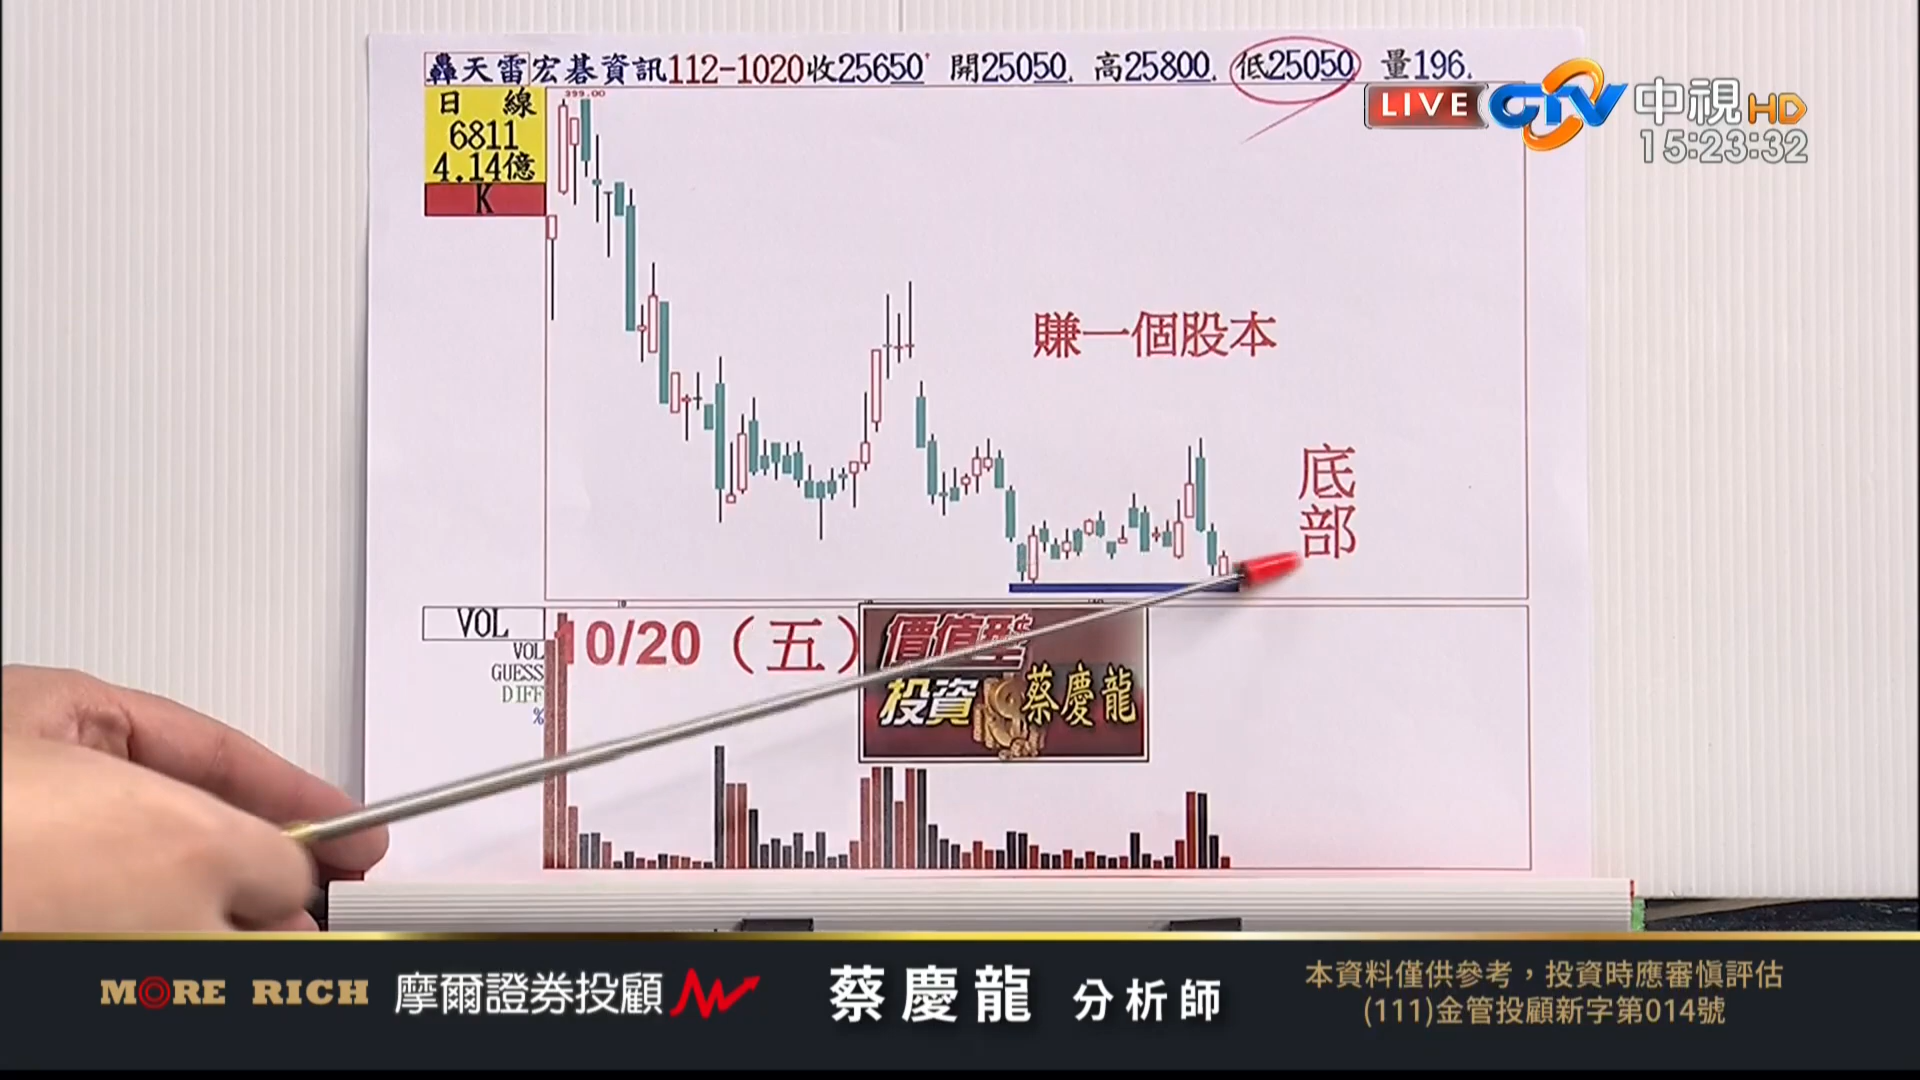 轟天雷宏碁資訊112-1020收25650 開25050 高25800 低25050 量196
LIVE CTV 中視HD
15:23:32
日線
6811
4.14億
K
399.00
賺一個股本
底部
VOL
VOL
GUESS
DIFF
%
10/20（五）
價值型
投資 蔡慶龍
MORE RICH 摩爾證券投顧 蔡慶龍 分析師
本資料僅供參考，投資時應審慎評估
(111)金管投顧新字第014號